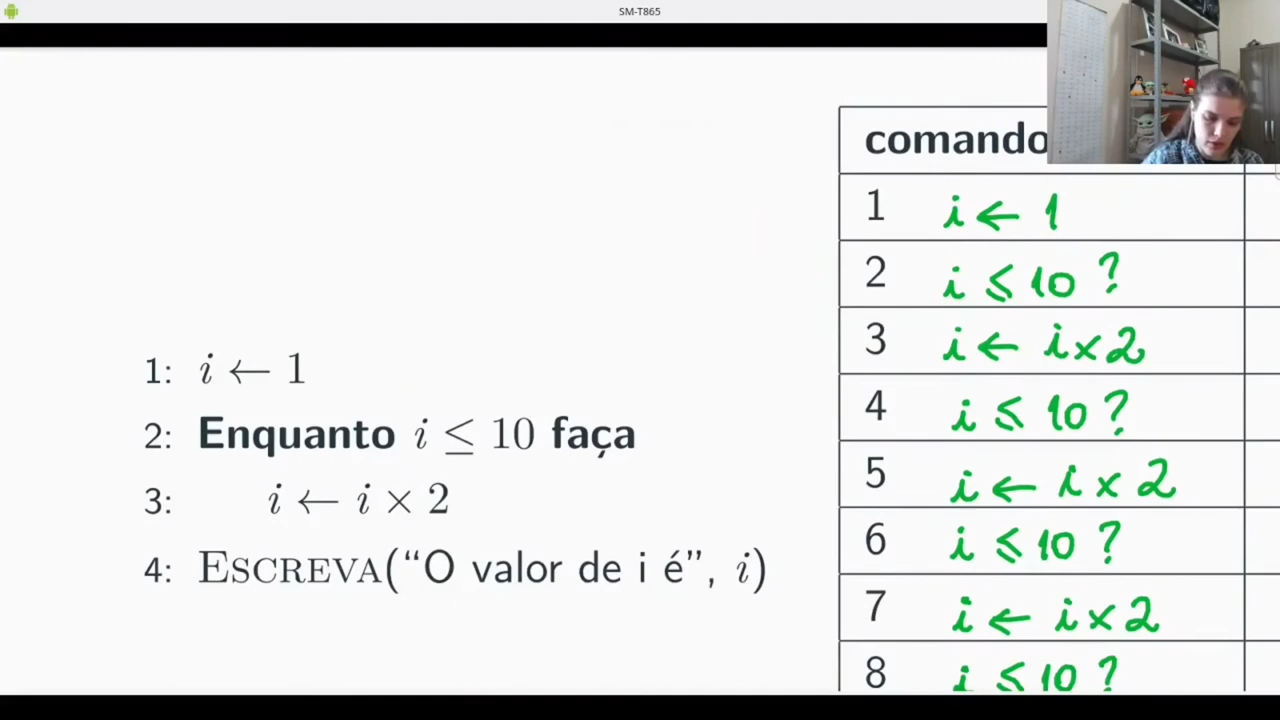 SM-T865
1: i ← 1
2: Enquanto i ≤ 10 faça
3: i ← i × 2
4: ESCREVA(“O valor de i é”, i)
comando
1 i ← 1
2 i ≤ 10 ?
3 i ← i × 2
4 i ≤ 10 ?
5 i ← i × 2
6 i ≤ 10 ?
7 i ← i × 2
8 i ≤ 10 ?